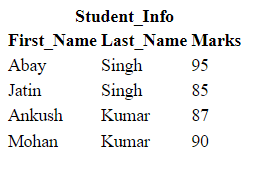 Student_Info
First_Name Last_Name Marks
Abay Singh 95
Jatin Singh 85
Ankush Kumar 87
Mohan Kumar 90